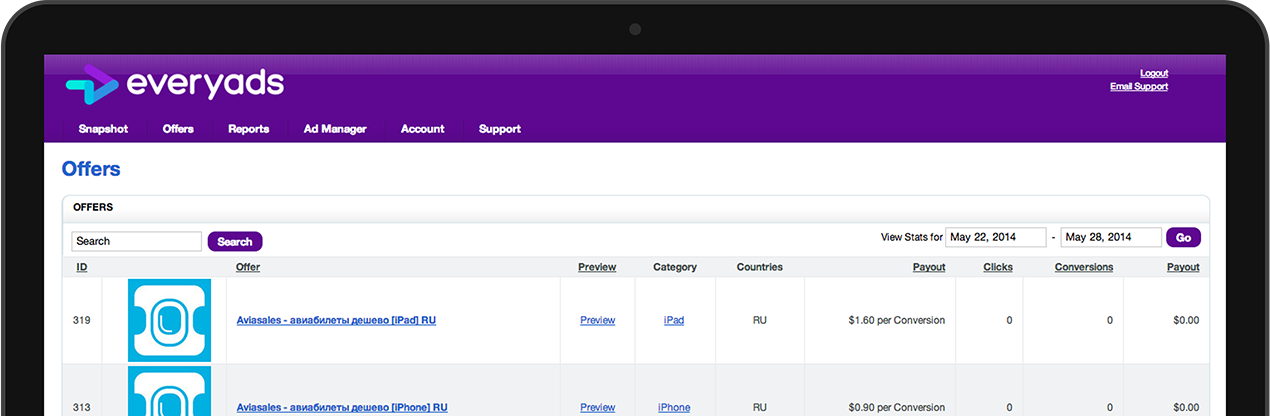 everyads
Logout
Email Support
Snapshot Offers Reports Ad Manager Account Support
Offers
OFFERS
Search Search View Stats for May 22, 2014 - May 28, 2014 Go
ID Offer Preview Category Countries Payout Clicks Conversions Payout
319 Aviasales - авиабилеты дешево [iPad] RU Preview iPad RU $1.60 per Conversion 0 0 $0.00
313 Aviasales - авиабилеты дешево [iPhone] RU Preview iPhone RU $0.90 per Conversion 0 0 $0.00